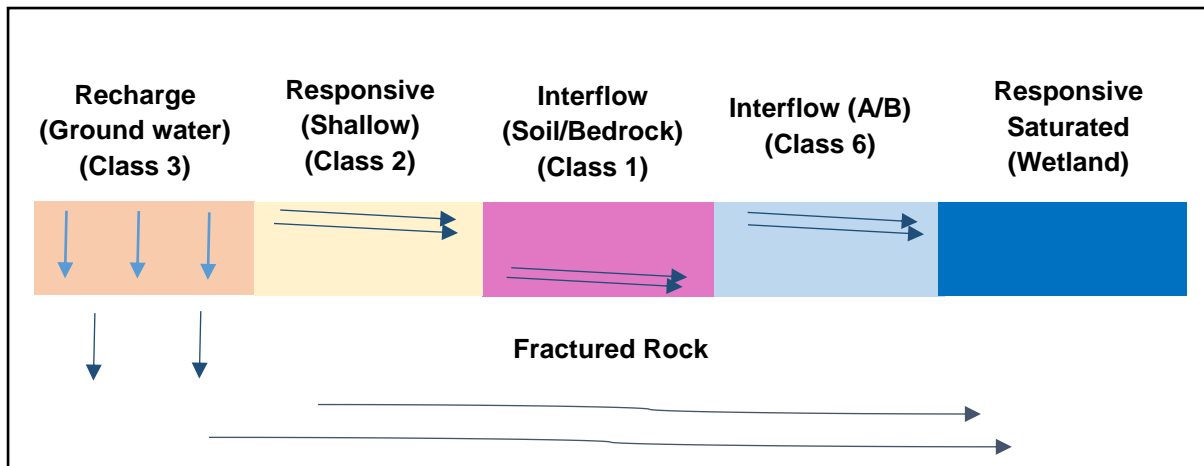 Recharge
(Ground water)
(Class 3)
Responsive
(Shallow)
(Class 2)
Interflow
(Soil/Bedrock)
(Class 1)
Interflow (A/B)
(Class 6)
Responsive
Saturated
(Wetland)
Fractured Rock